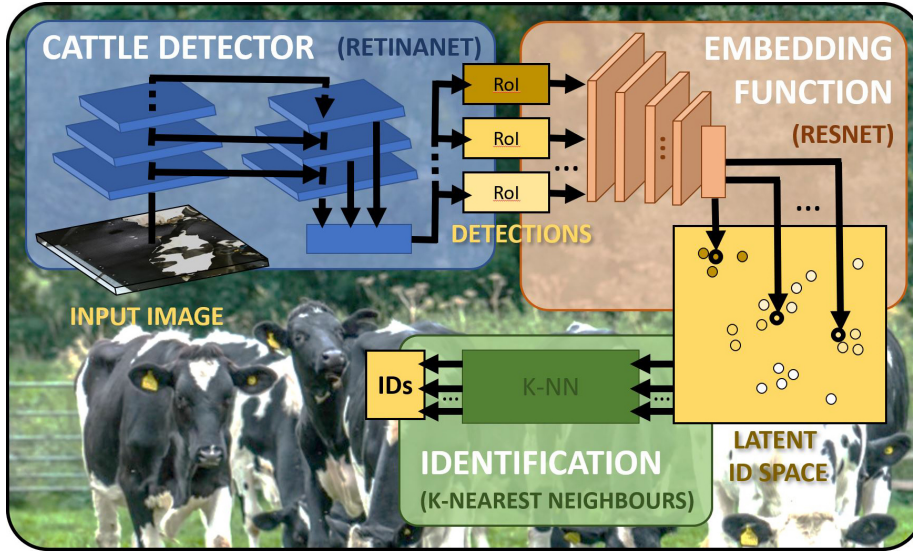 CATTLE DETECTOR (RETINANET)
EMBEDDING
FUNCTION
(RESNET)
RoI
RoI
RoI
DETECTIONS
INPUT IMAGE
IDs
K-NN
LATENT
ID SPACE
IDENTIFICATION
(K-NEAREST NEIGHBOURS)